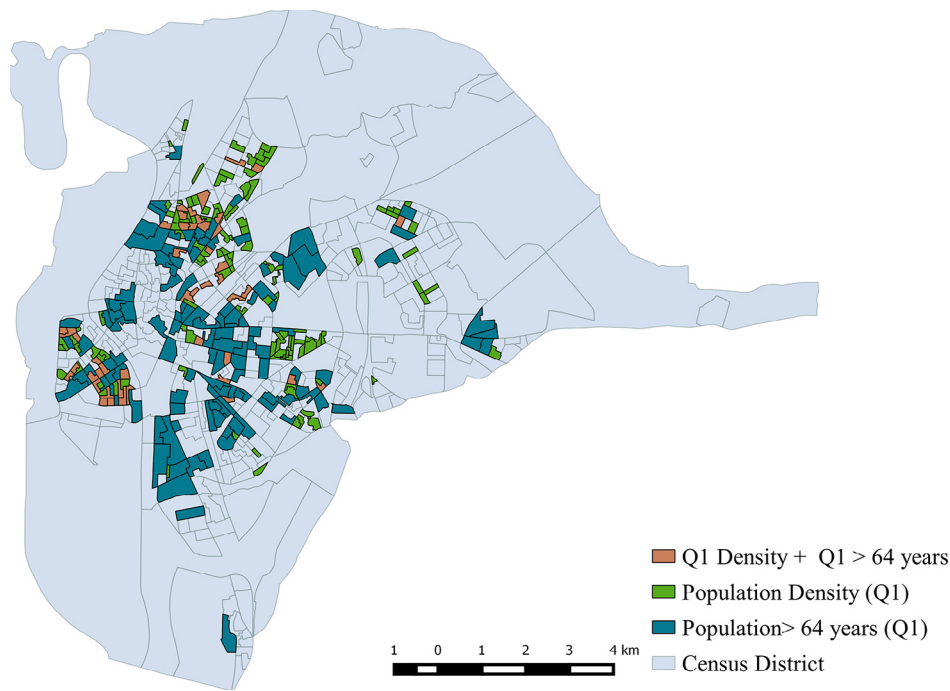 Q1 Density + Q1 > 64 years
Population Density (Q1)
Population> 64 years (Q1)
Census District
1 0 1 2 3 4 km